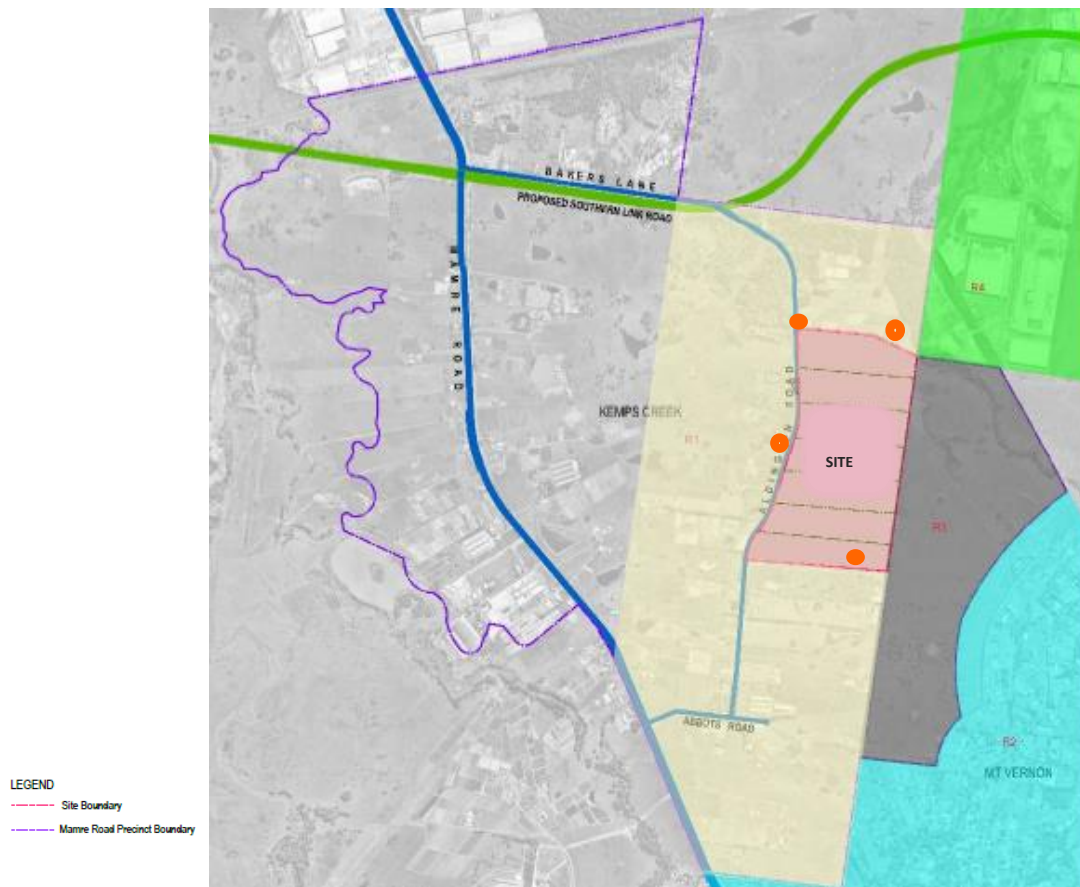 BAKERS LANE
PROPOSED SOUTHERN LINK ROAD
MAMRE ROAD
R4
ROAD
KEMPS CREEK
R1
SITE
R3
ABBOTS ROAD
R2
MT VERNON
LEGEND
Site Boundary
Mamre Road Precinct Boundary